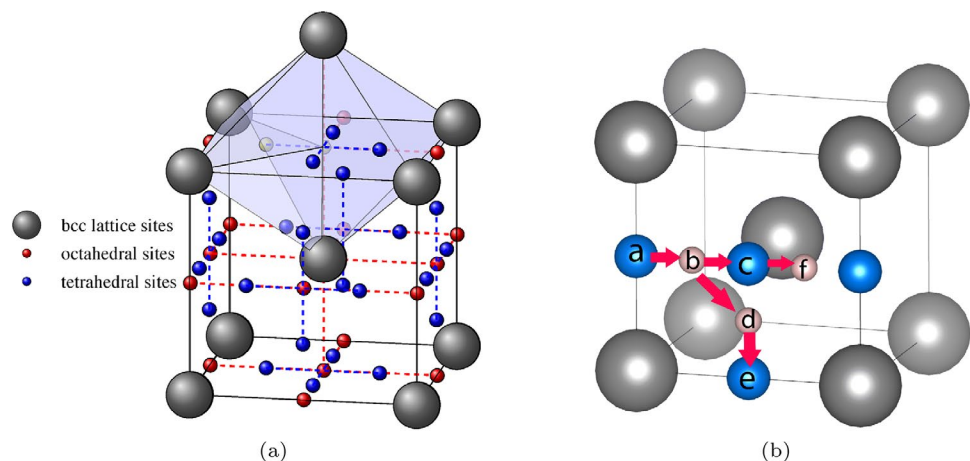 bcc lattice sites
octahedral sites
tetrahedral sites
a
b
c
f
d
e
(a)
(b)